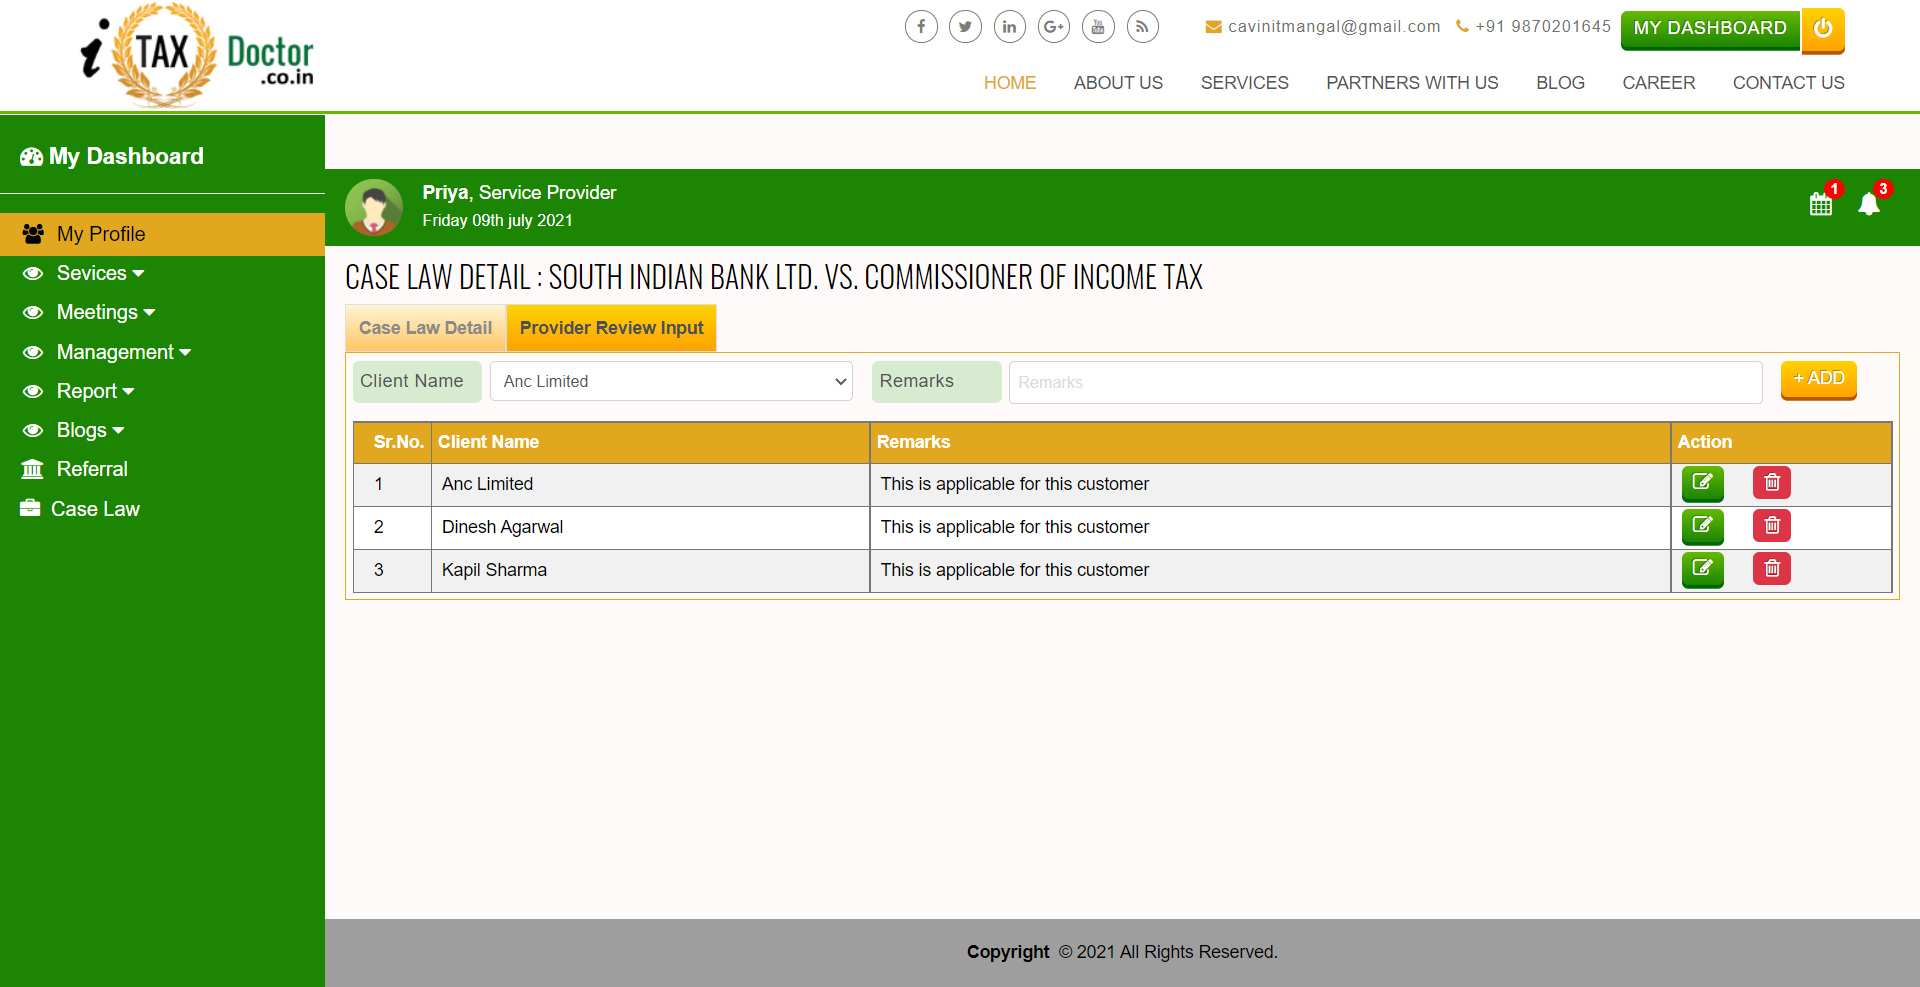 i TAX Doctor
.co.in
cavinitmangal@gmail.com +91 9870201645 MY DASHBOARD
HOME ABOUT US SERVICES PARTNERS WITH US BLOG CAREER CONTACT US
My Dashboard
My Profile
Sevices
Meetings
Management
Report
Blogs
Referral
Case Law
Priya, Service Provider
Friday 09th july 2021
1
3
CASE LAW DETAIL : SOUTH INDIAN BANK LTD. VS. COMMISSIONER OF INCOME TAX
Case Law Detail Provider Review Input
Client Name Anc Limited Remarks Remarks + ADD
Sr.No. Client Name Remarks Action
1 Anc Limited This is applicable for this customer
2 Dinesh Agarwal This is applicable for this customer
3 Kapil Sharma This is applicable for this customer
Copyright © 2021 All Rights Reserved.